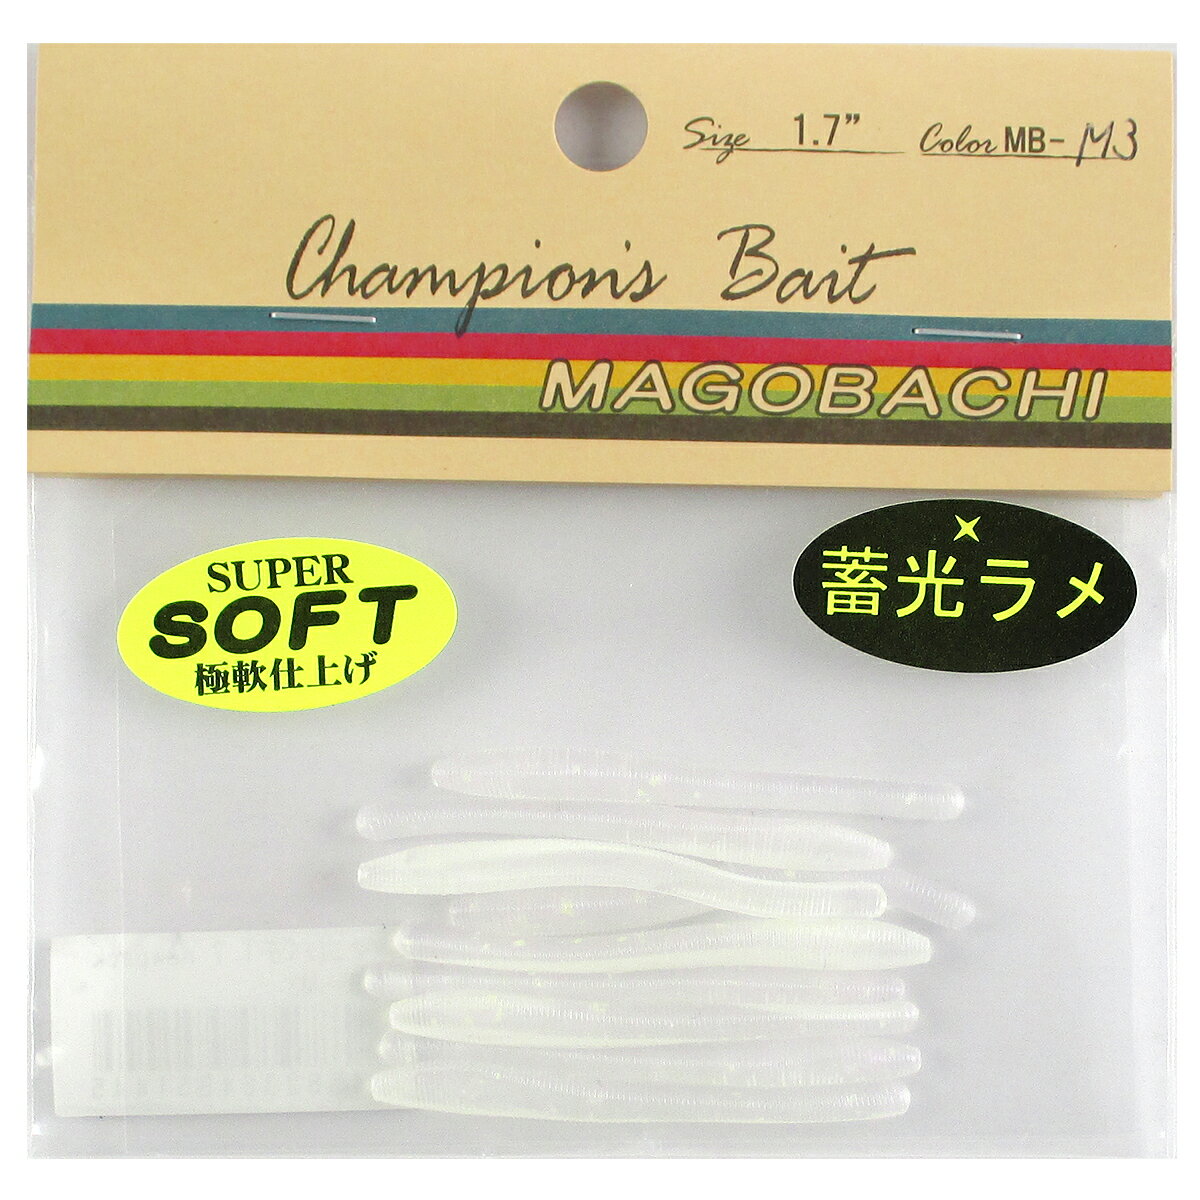 Size 1.7” Color MB-M3
Champion's Bait
MAGOBACHI
SUPER
SOFT
極軟仕上げ
蓄光ラメ